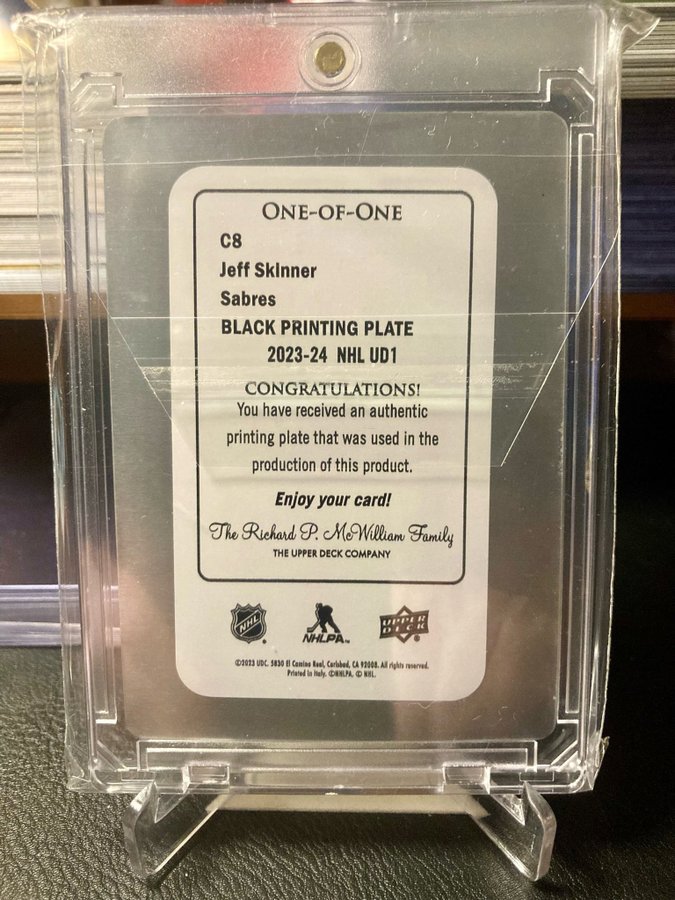 ONE-OF-ONE
C8
Jeff Skinner
Sabres
BLACK PRINTING PLATE
2023-24 NHL UD1
CONGRATULATIONS!
You have received an authentic
printing plate that was used in the
production of this product.
Enjoy your card!
The Richard P. McWilliam Family
THE UPPER DECK COMPANY
NHL ® NHLPA™ UPPER DECK ®
©2023 UDC. 5830 El Camino Real, Carlsbad, CA 92008. All rights reserved.
Printed in Italy. ©NHLPA. © NHL.